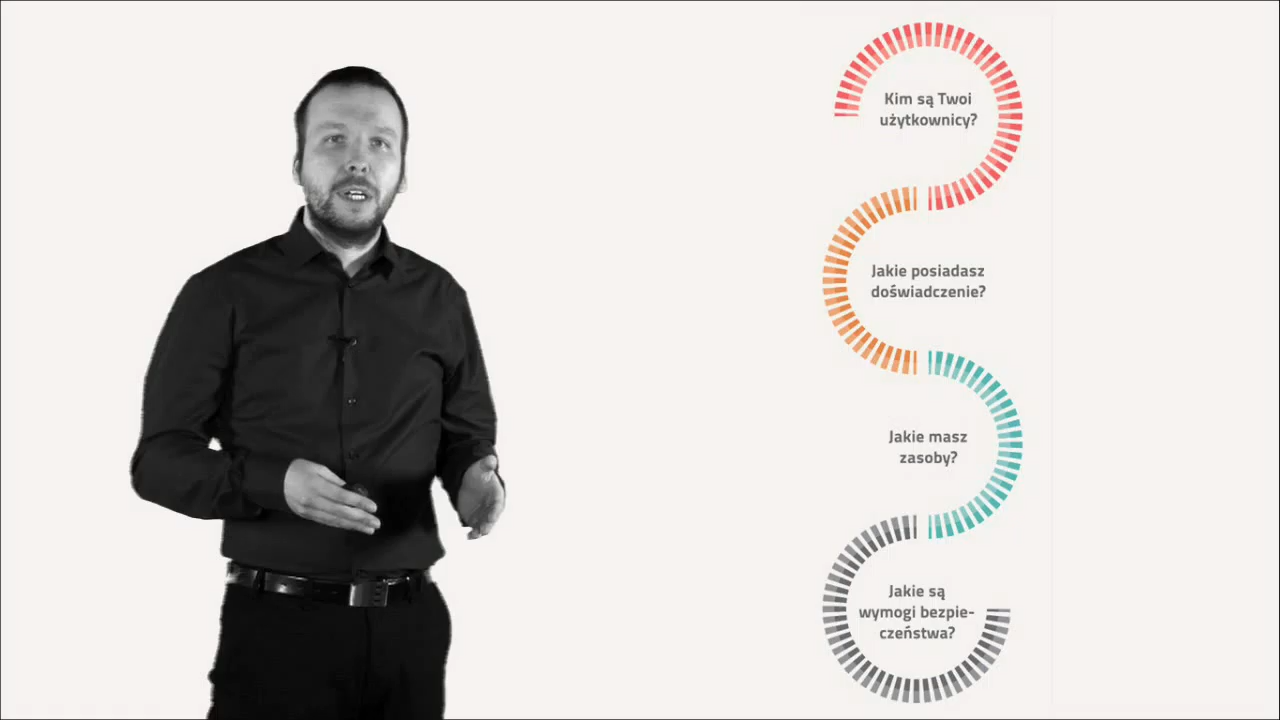 Kim są Twoi
użytkownicy?
Jakie posiadasz
doświadczenie?
Jakie masz
zasoby?
Jakie są
wymogi bezpie-
czeństwa?